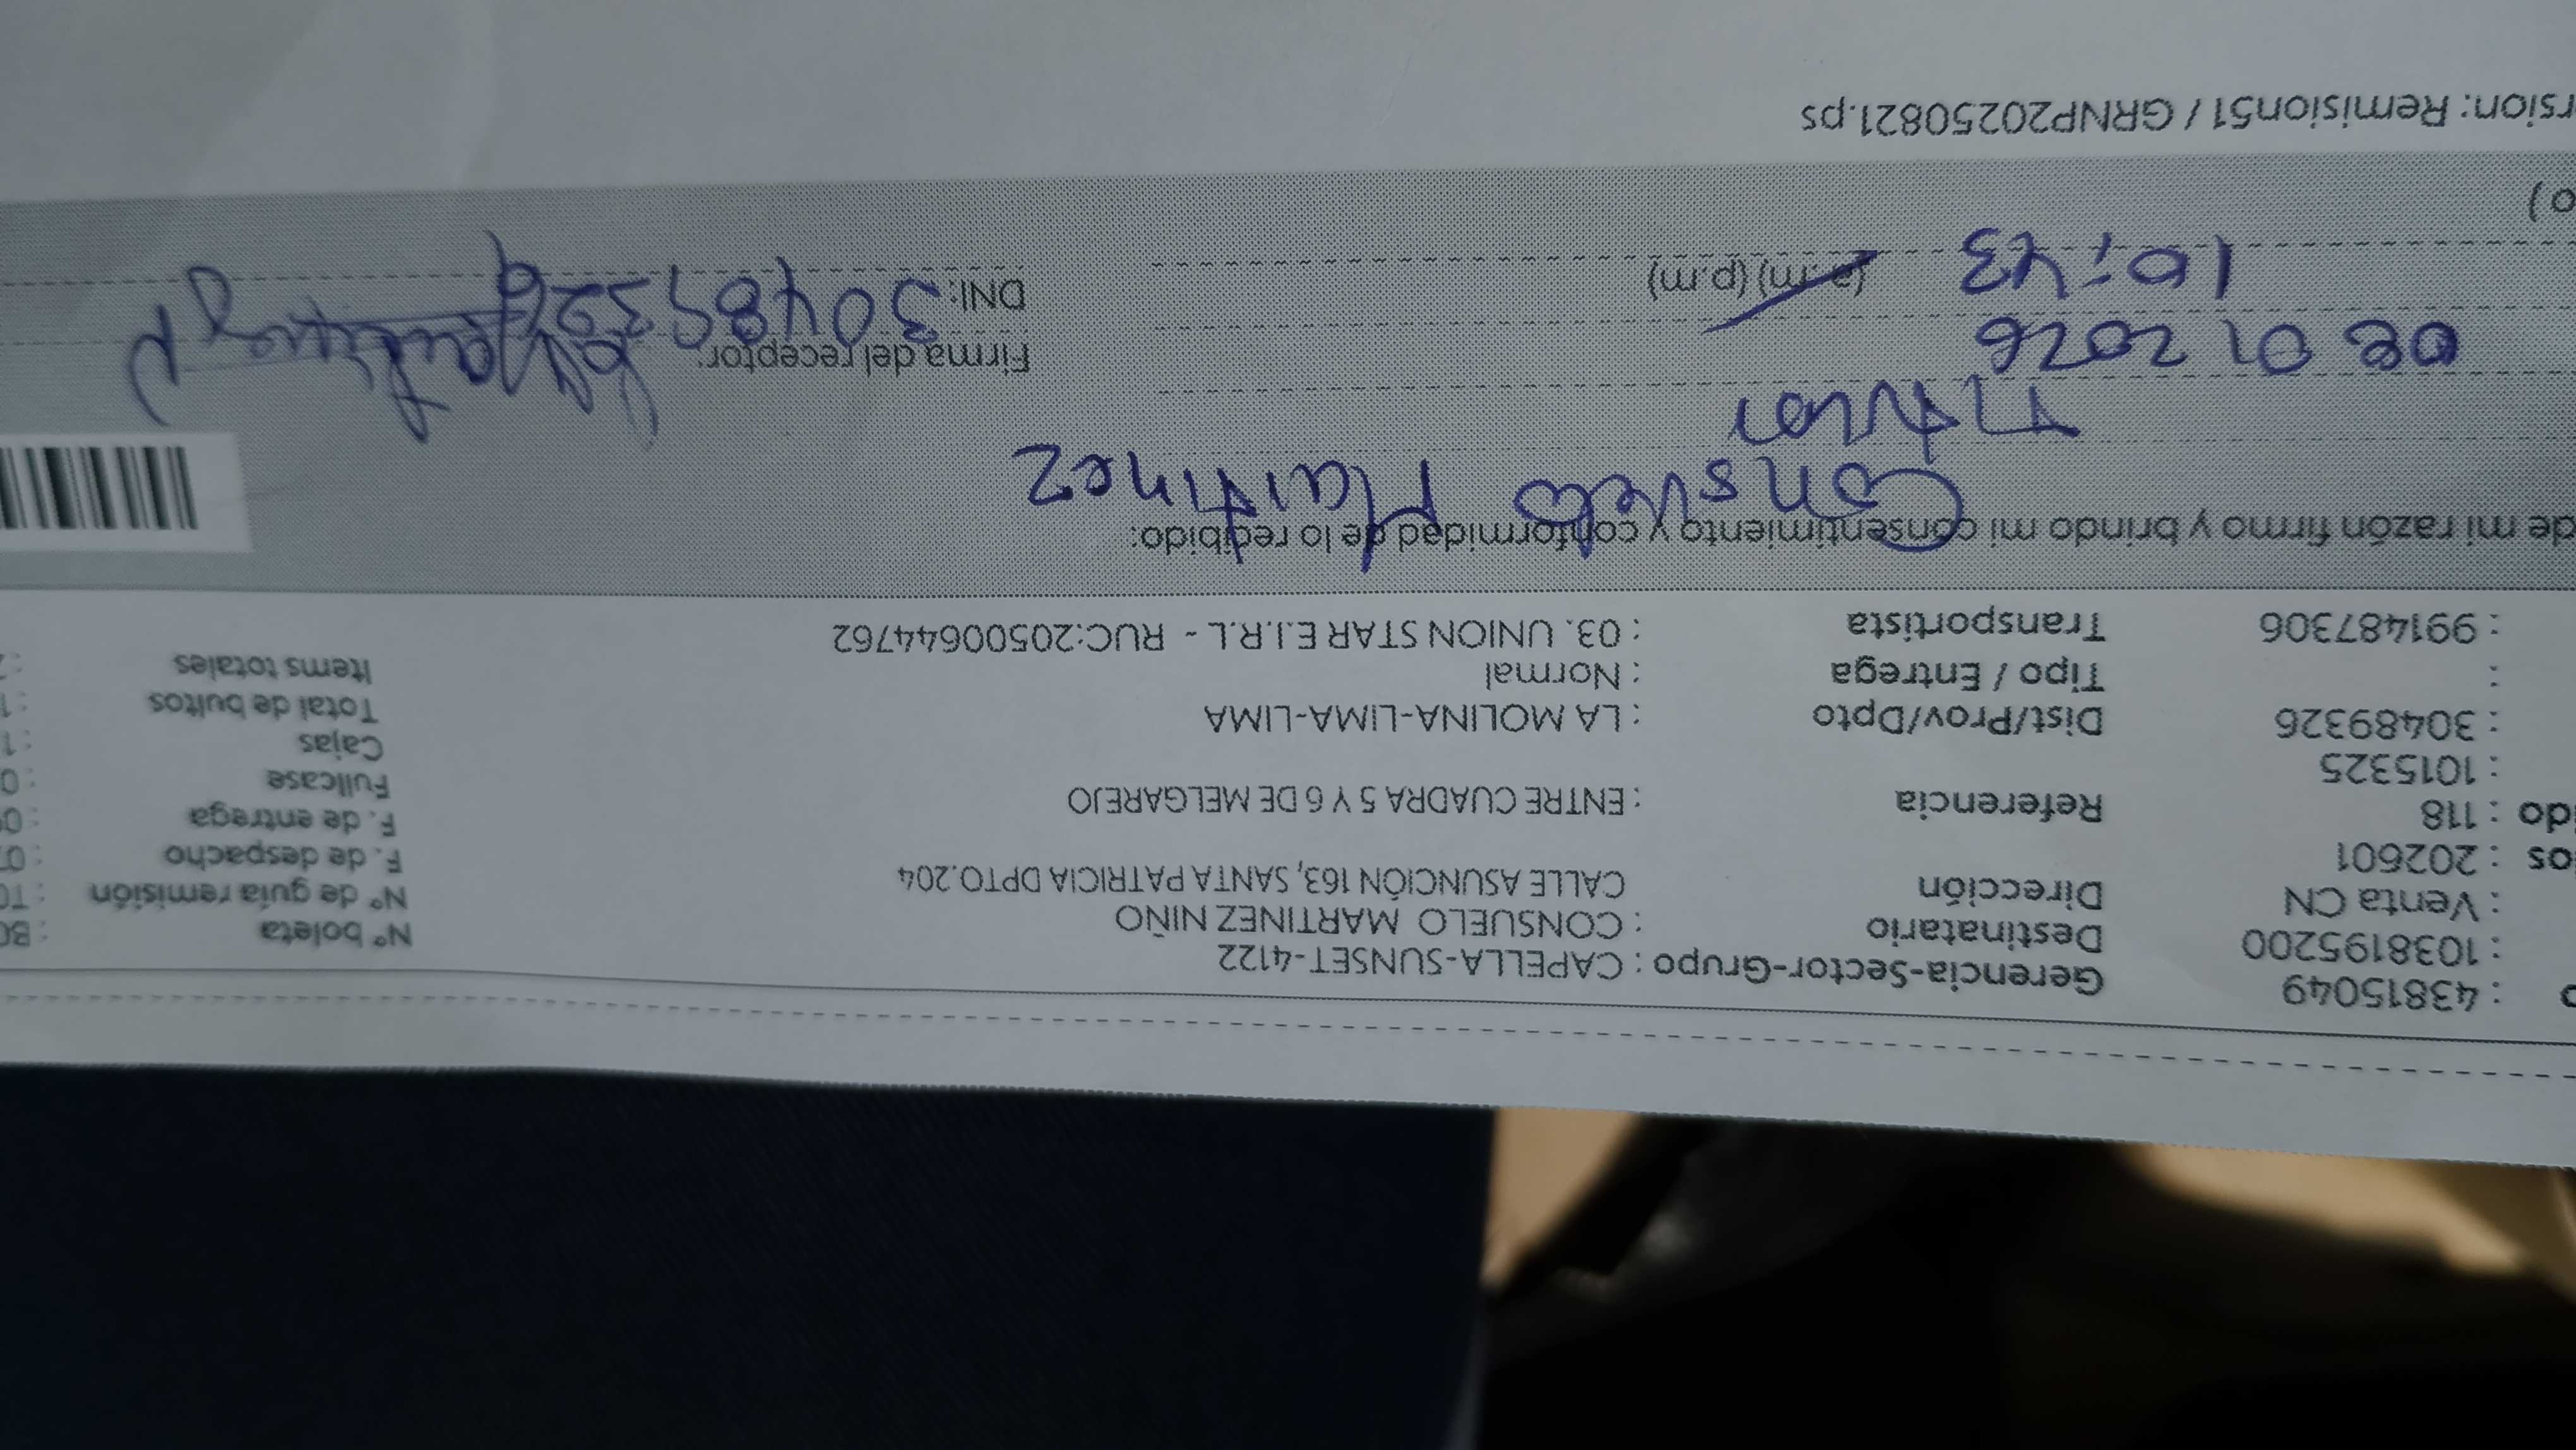 : 43815049 Gerencia-Sector-Grupo : CAPELLA-SUNSET-4122
: 1038195200 Destinatario : CONSUELO MARTINEZ NIÑO Nº boleta
: Venta CN Dirección CALLE ASUNCIÓN 163, SANTA PATRICIA DPTO.204 Nº de guía remisión
: 202601 F. de despacho
: 118 Referencia : ENTRE CUADRA 5 Y 6 DE MELGAREJO F. de entrega
: 1015325 Fullcase
: 30489326 Dist/Prov/Dpto : LA MOLINA-LIMA-LIMA Cajas
: Tipo / Entrega : Normal Total de bultos
: 991487306 Transportista : 03. UNION STAR E.I.R.L - RUC:20500644762 Items totales
de mi razón firmo y brindo mi consentimiento y conformidad de lo recibido:
Consuelo Martinez
Titular
08 01 2026 Firma del receptor:
10:43 (a.m) (p.m) DNI: 30489326
rsion: Remision51 / GRNP20250821.ps